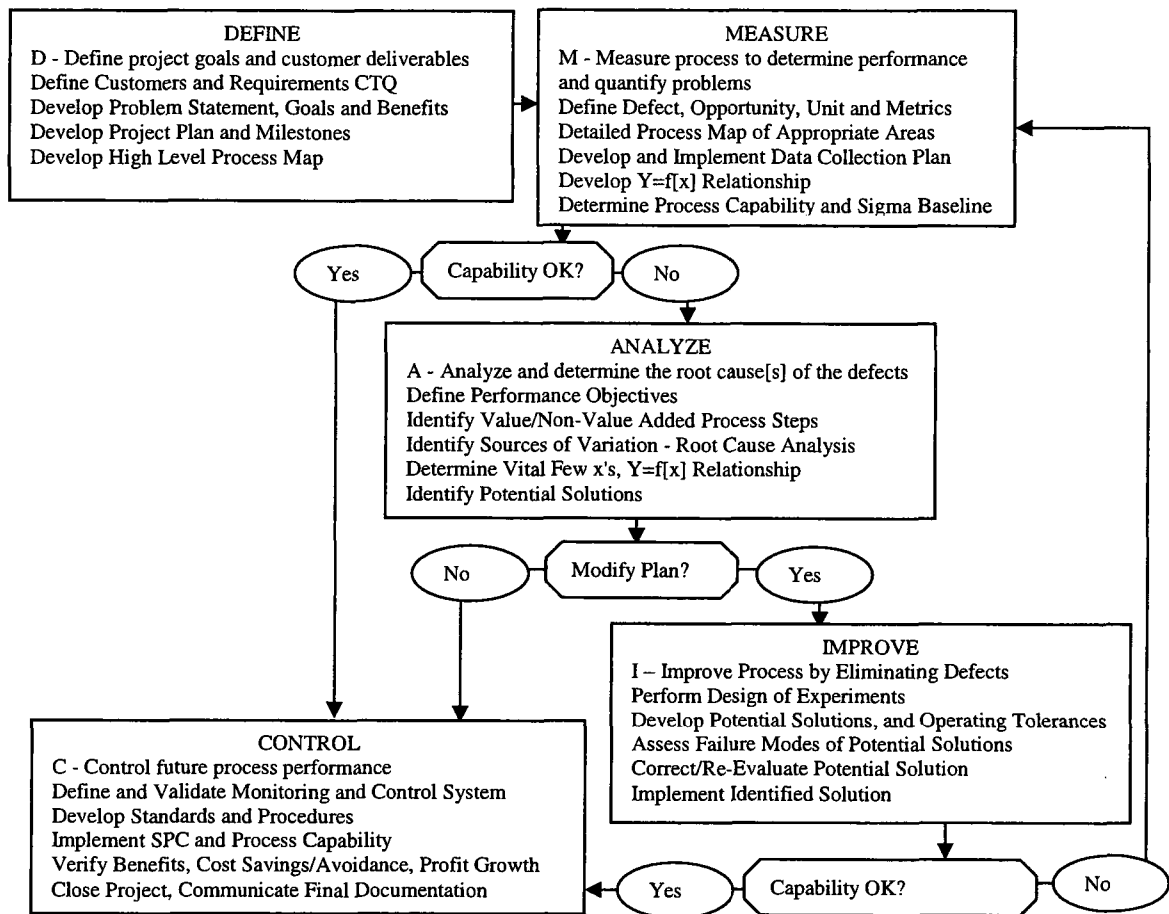 DEFINE
D - Define project goals and customer deliverables
Define Customers and Requirements CTQ
Develop Problem Statement, Goals and Benefits
Develop Project Plan and Milestones
Develop High Level Process Map
MEASURE
M - Measure process to determine performance
and quantify problems
Define Defect, Opportunity, Unit and Metrics
Detailed Process Map of Appropriate Areas
Develop and Implement Data Collection Plan
Develop Y=f[x] Relationship
Determine Process Capability and Sigma Baseline
Yes
Capability OK?
No
ANALYZE
A - Analyze and determine the root cause[s] of the defects
Define Performance Objectives
Identify Value/Non-Value Added Process Steps
Identify Sources of Variation - Root Cause Analysis
Determine Vital Few x's, Y=f[x] Relationship
Identify Potential Solutions
No
Modify Plan?
Yes
IMPROVE
I – Improve Process by Eliminating Defects
Perform Design of Experiments
Develop Potential Solutions, and Operating Tolerances
Assess Failure Modes of Potential Solutions
Correct/Re-Evaluate Potential Solution
Implement Identified Solution
CONTROL
C - Control future process performance
Define and Validate Monitoring and Control System
Develop Standards and Procedures
Implement SPC and Process Capability
Verify Benefits, Cost Savings/Avoidance, Profit Growth
Close Project, Communicate Final Documentation
Yes
Capability OK?
No